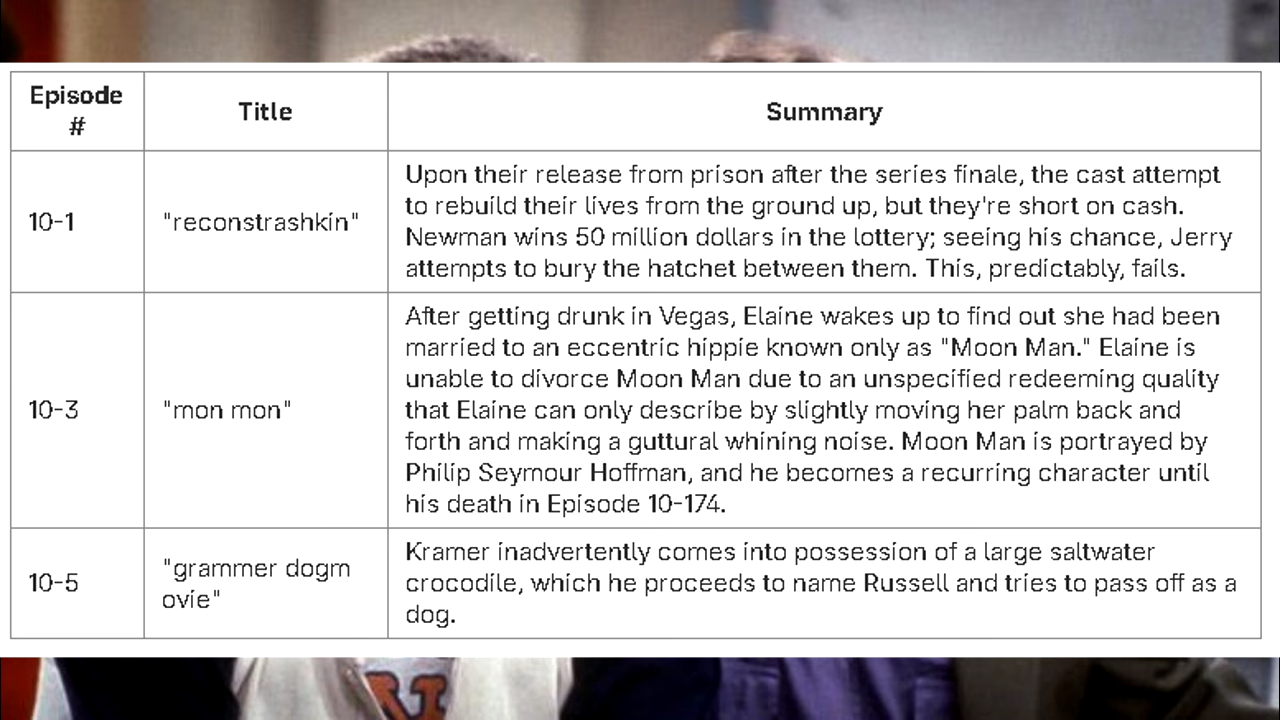 Episode
#
Title
Summary
10-1
"reconstrashkin"
Upon their release from prison after the series finale, the cast attempt
to rebuild their lives from the ground up, but they're short on cash.
Newman wins 50 million dollars in the lottery; seeing his chance, Jerry
attempts to bury the hatchet between them. This, predictably, fails.
10-3
"mon mon"
After getting drunk in Vegas, Elaine wakes up to find out she had been
married to an eccentric hippie known only as "Moon Man." Elaine is
unable to divorce Moon Man due to an unspecified redeeming quality
that Elaine can only describe by slightly moving her palm back and
forth and making a guttural whining noise. Moon Man is portrayed by
Philip Seymour Hoffman, and he becomes a recurring character until
his death in Episode 10-174.
10-5
"grammer dogm
ovie"
Kramer inadvertently comes into possession of a large saltwater
crocodile, which he proceeds to name Russell and tries to pass off as a
dog.